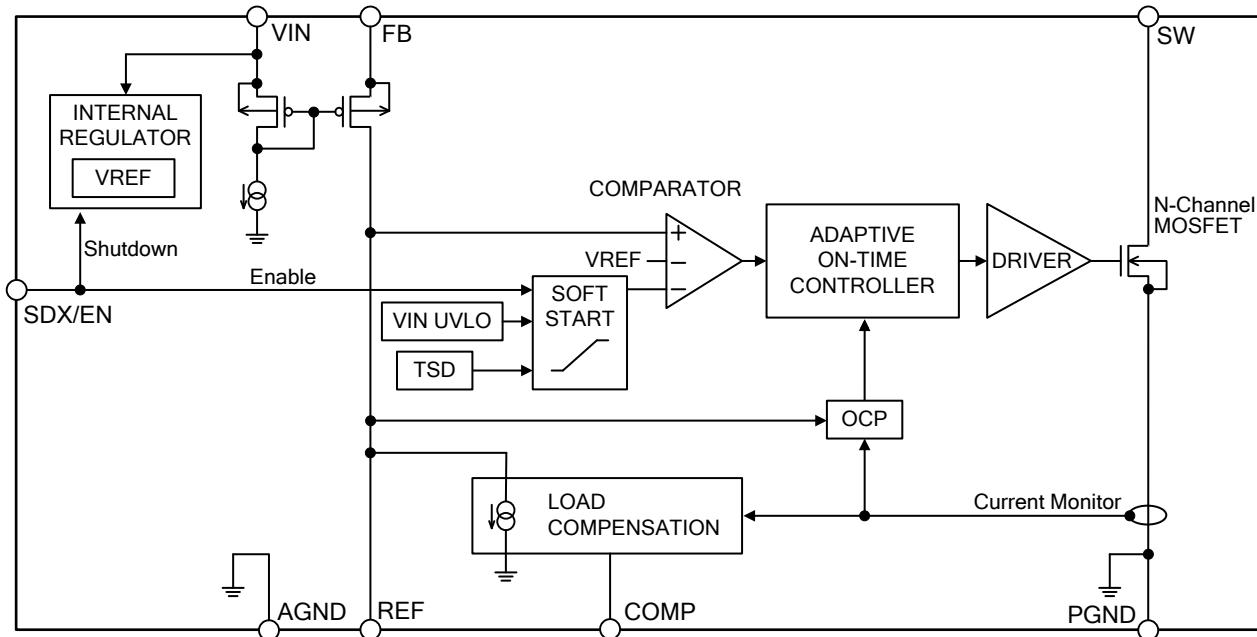 VIN
FB
SW
INTERNAL
REGULATOR
VREF
Shutdown
SDX/EN
Enable
VIN UVLO
TSD
SOFT
START
COMPARATOR
+
VREF
−
−
ADAPTIVE
ON-TIME
CONTROLLER
DRIVER
N-Channel
MOSFET
OCP
LOAD
COMPENSATION
Current Monitor
AGND
REF
COMP
PGND